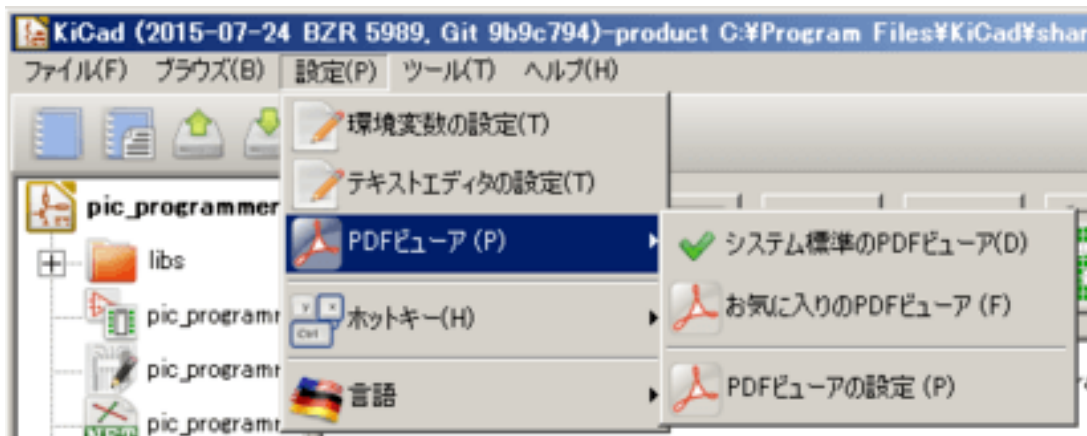 KiCad (2015-07-24 BZR 5989, Git 9b9c794)-product C:¥Program Files¥KiCad¥shar
ファイル(F) ブラウズ(B) 設定(P) ツール(T) ヘルプ(H)
環境変数の設定(T)
テキストエディタの設定(T)
PDFビューア (P)
ホットキー(H)
言語
システム標準のPDFビューア(D)
お気に入りのPDFビューア (F)
PDFビューアの設定 (P)
pic_programmer
libs
pic_program
pic_program
pic_program
Ctrl
NET